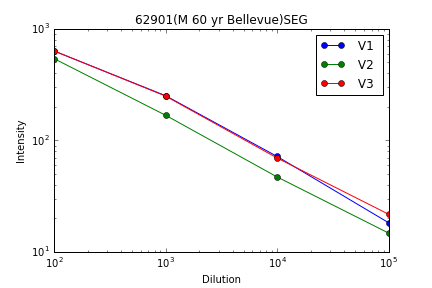 62901(M 60 yr Bellevue)SEG
V1
V2
V3
Intensity
10³
10²
10¹
10² 10³ 10⁴ 10⁵
Dilution